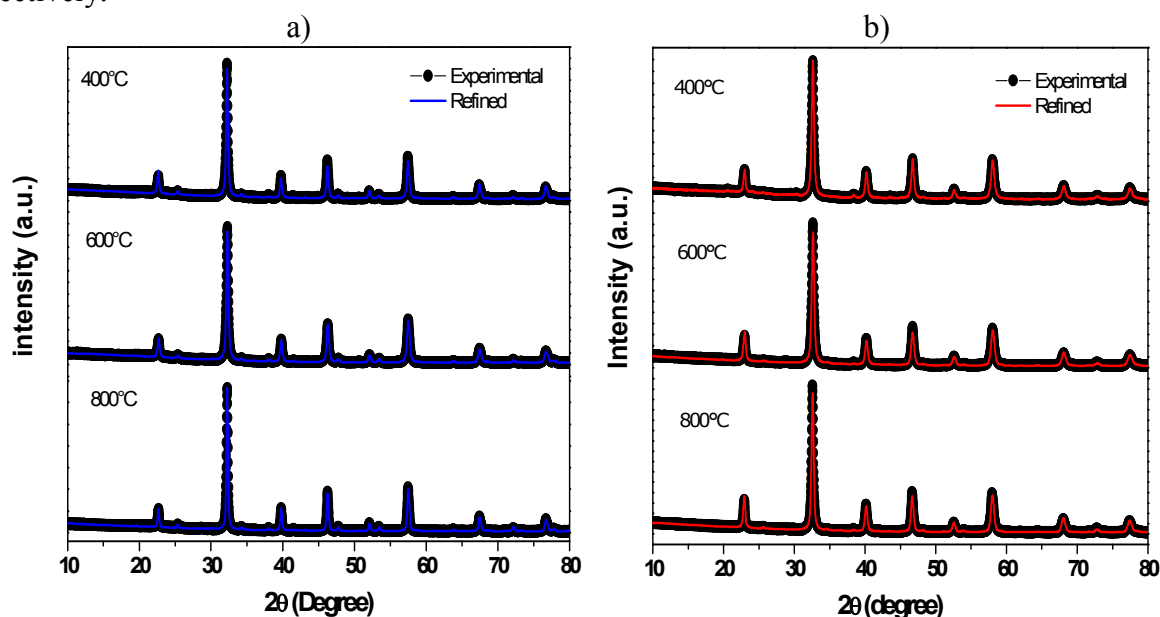 ectively.
a)
400°C
Experimental
Refined
600°C
800°C
intensity (a.u.)
10 20 30 40 50 60 70 80
2θ (Degree)
b)
400°C
Experimental
Refined
600°C
800°C
Intensity (a.u.)
10 20 30 40 50 60 70 80
2θ (degree)